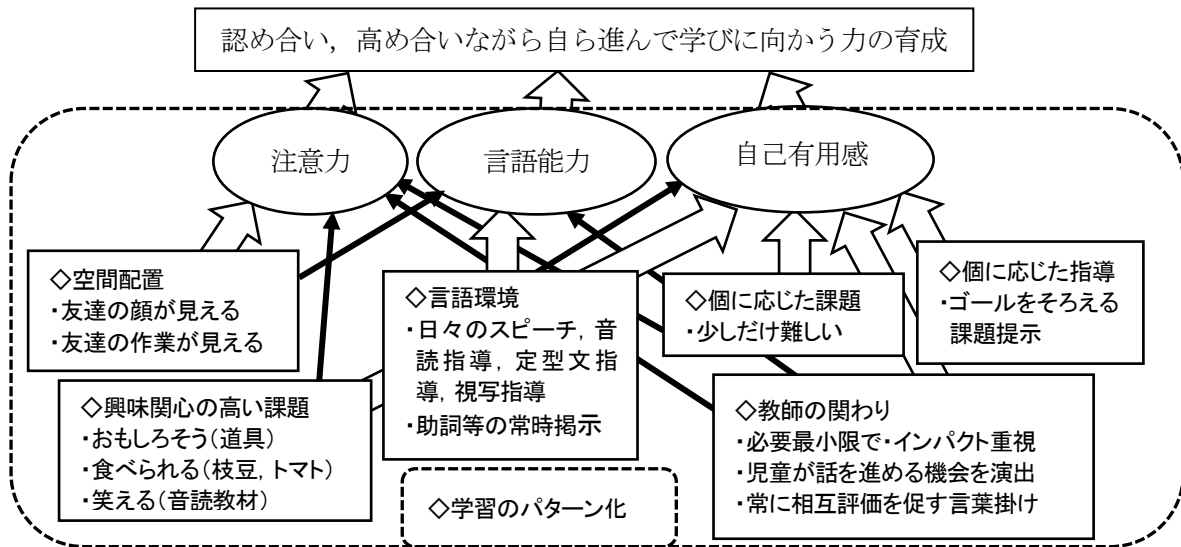 認め合い，高め合いながら自ら進んで学びに向かう力の育成
注意力
言語能力
自己有用感
◇空間配置
・友達の顔が見える
・友達の作業が見える
◇言語環境
・日々のスピーチ，音
読指導，定型文指
導，視写指導
・助詞等の常時掲示
◇個に応じた課題
・少しだけ難しい
◇個に応じた指導
・ゴールをそろえる
課題提示
◇興味関心の高い課題
・おもしろそう（道具）
・食べられる（枝豆，トマト）
・笑える（音読教材）
◇教師の関わり
・必要最小限で・インパクト重視
・児童が話を進める機会を演出
・常に相互評価を促す言葉掛け
◇学習のパターン化